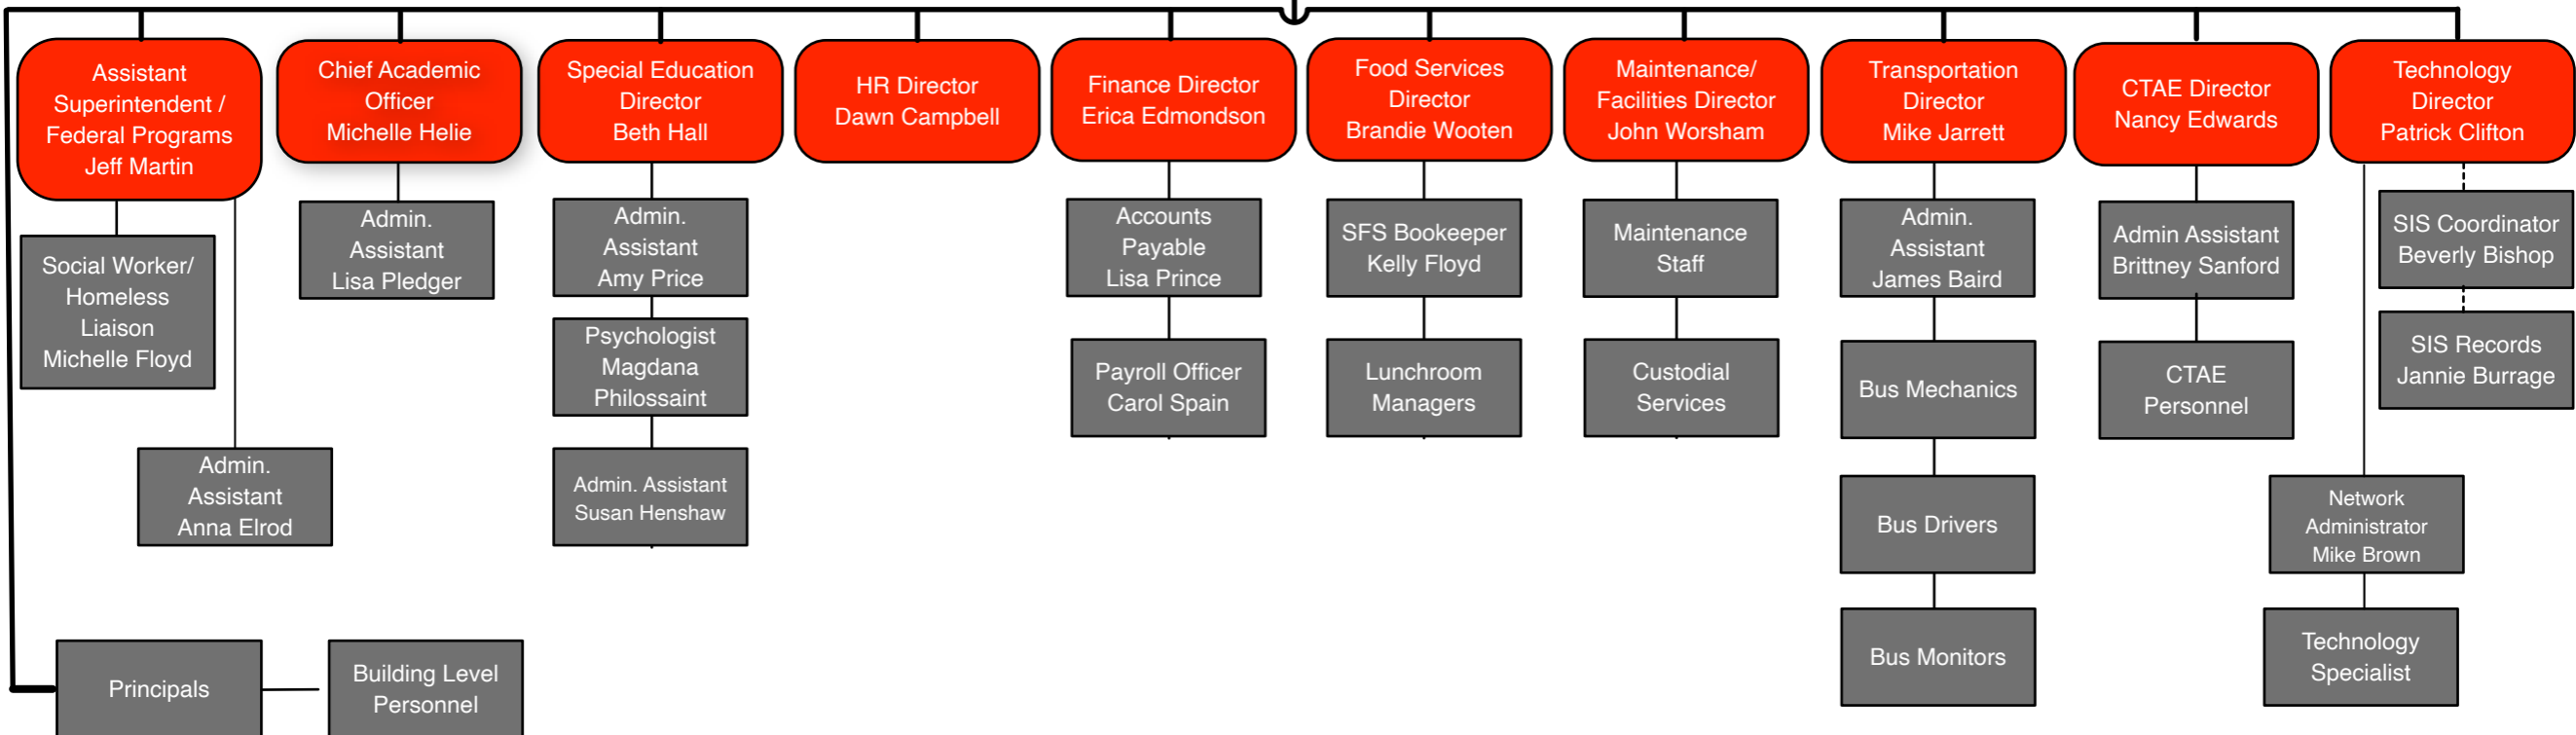 Assistant
Superintendent /
Federal Programs
Jeff Martin
Chief Academic
Officer
Michelle Helie
Special Education
Director
Beth Hall
HR Director
Dawn Campbell
Finance Director
Erica Edmondson
Food Services
Director
Brandie Wooten
Maintenance/
Facilities Director
John Worsham
Transportation
Director
Mike Jarrett
CTAE Director
Nancy Edwards
Technology
Director
Patrick Clifton
Social Worker/
Homeless
Liaison
Michelle Floyd
Admin.
Assistant
Anna Elrod
Admin.
Assistant
Lisa Pledger
Admin.
Assistant
Amy Price
Psychologist
Magdana
Philossaint
Admin. Assistant
Susan Henshaw
Accounts
Payable
Lisa Prince
Payroll Officer
Carol Spain
SFS Bookeeper
Kelly Floyd
Lunchroom
Managers
Maintenance
Staff
Custodial
Services
Admin.
Assistant
James Baird
Bus Mechanics
Bus Drivers
Bus Monitors
Admin Assistant
Brittney Sanford
CTAE
Personnel
SIS Coordinator
Beverly Bishop
SIS Records
Jannie Burrage
Network
Administrator
Mike Brown
Technology
Specialist
Principals
Building Level
Personnel